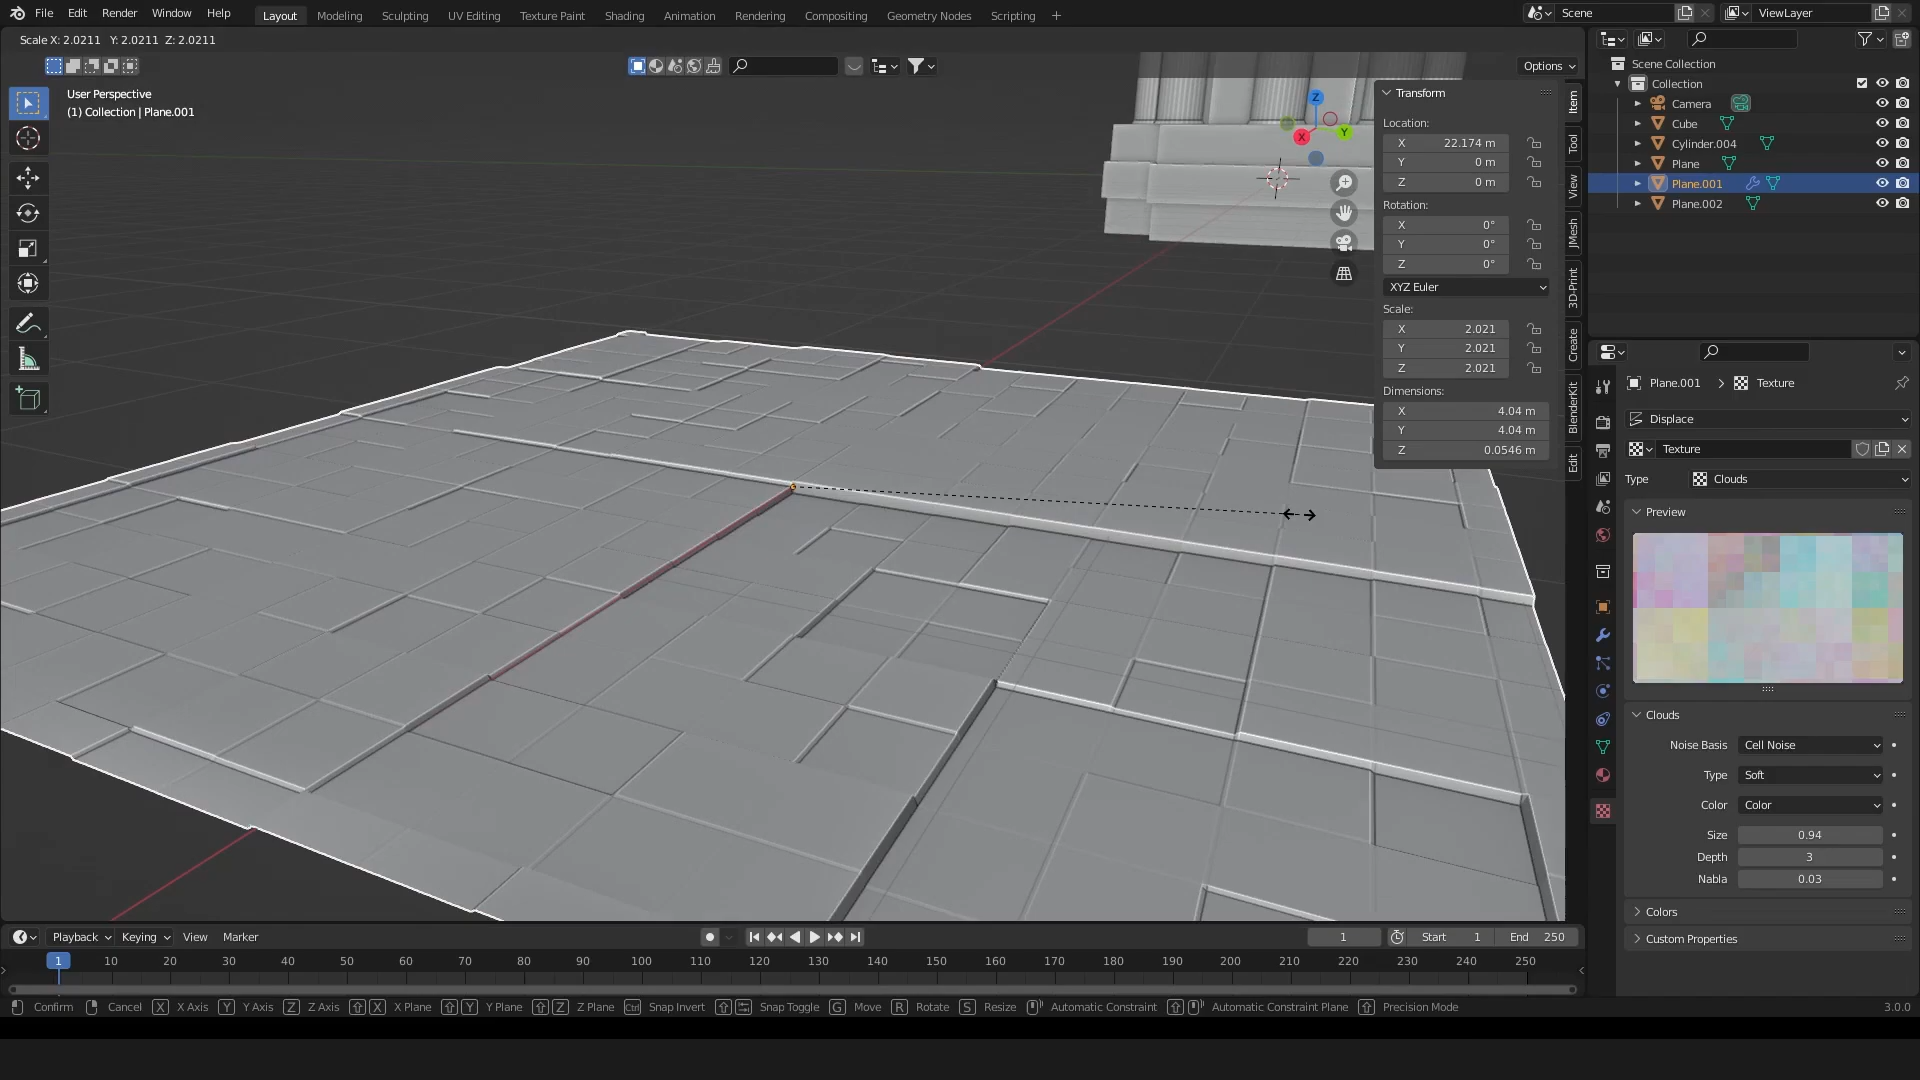 File Edit Render Window Help Layout Modeling Sculpting UV Editing Texture Paint Shading Animation Rendering Compositing Geometry Nodes Scripting Scene ViewLayer
Scale X: 2.0211 Y: 2.0211 Z: 2.0211
Options
User Perspective
(1) Collection | Plane.001
Scene Collection
Collection
Camera
Cube
Cylinder.004
Plane
Plane.001
Plane.002
Transform
Location:
X 22.174 m
Y 0 m
Z 0 m
Rotation:
X 0°
Y 0°
Z 0°
XYZ Euler
Scale:
X 2.021
Y 2.021
Z 2.021
Dimensions:
X 4.04 m
Y 4.04 m
Z 0.0546 m
Item
Tool
View
JMesh
3D-Print
Create
BlenderKit
Edit
Z
X
Y
Plane.001 Texture
Displace
Texture
Type Clouds
Preview
Clouds
Noise Basis Cell Noise
Type Soft
Color Color
Size 0.94
Depth 3
Nabla 0.03
Colors
Custom Properties
Playback Keying View Marker 1 Start 1 End 250
1 10 20 30 40 50 60 70 80 90 100 110 120 130 140 150 160 170 180 190 200 210 220 230 240 250
Confirm Cancel X X Axis Y Y Axis Z Z Axis X X Plane Y Y Plane Z Z Plane Ctrl Snap Invert Snap Toggle G Move R Rotate S Resize Automatic Constraint Automatic Constraint Plane Precision Mode 3.0.0